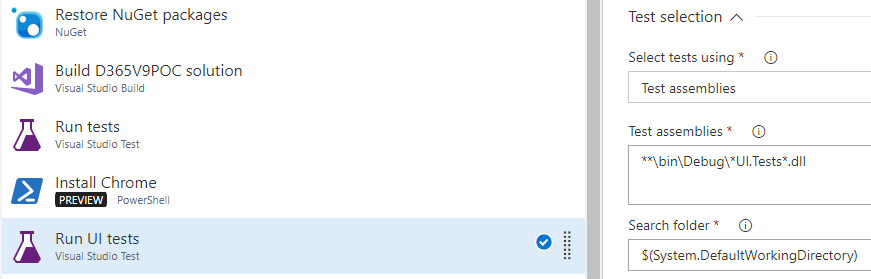 Restore NuGet packages
NuGet
Build D365V9POC solution
Visual Studio Build
Run tests
Visual Studio Test
Install Chrome
PREVIEW PowerShell
Run UI tests
Visual Studio Test
Test selection
Select tests using *
Test assemblies
Test assemblies *
**\bin\Debug\*UI.Tests*.dll
Search folder *
$(System.DefaultWorkingDirectory)